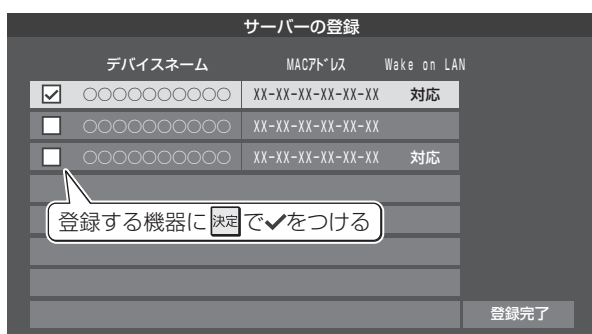 サーバーの登録
デバイスネーム MACｱﾄﾞﾚｽ Wake on LAN
○○○○○○○○○○ XX-XX-XX-XX-XX-XX 対応
○○○○○○○○○○ XX-XX-XX-XX-XX-XX
○○○○○○○○○○ XX-XX-XX-XX-XX-XX 対応
登録する機器に 決定 で✔をつける
登録完了